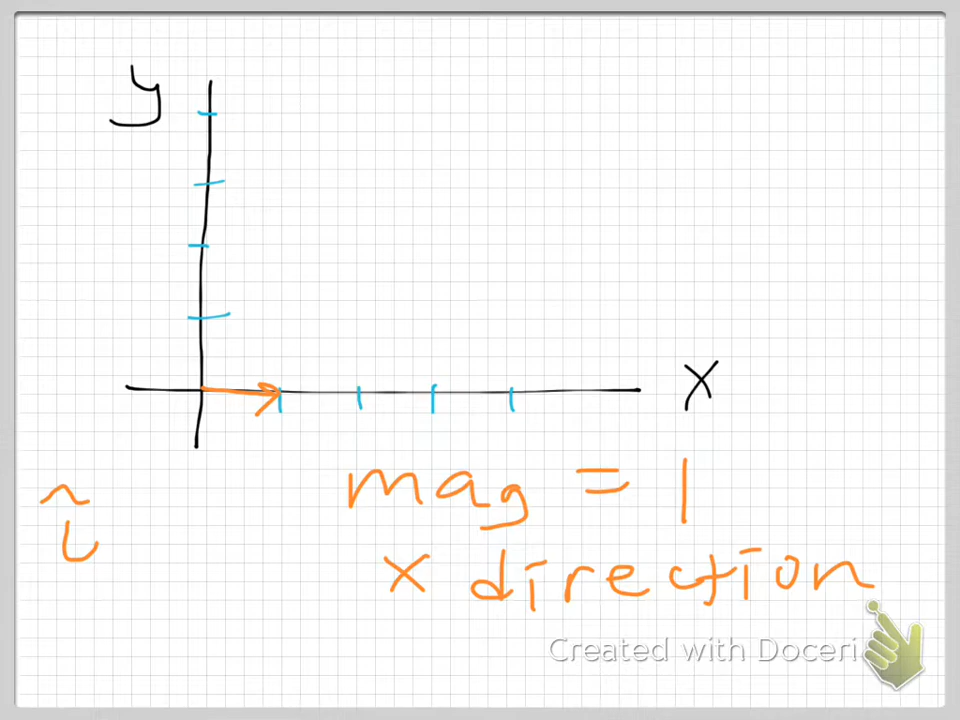 y
x
mag = 1
î
x direction
Created with Doceri